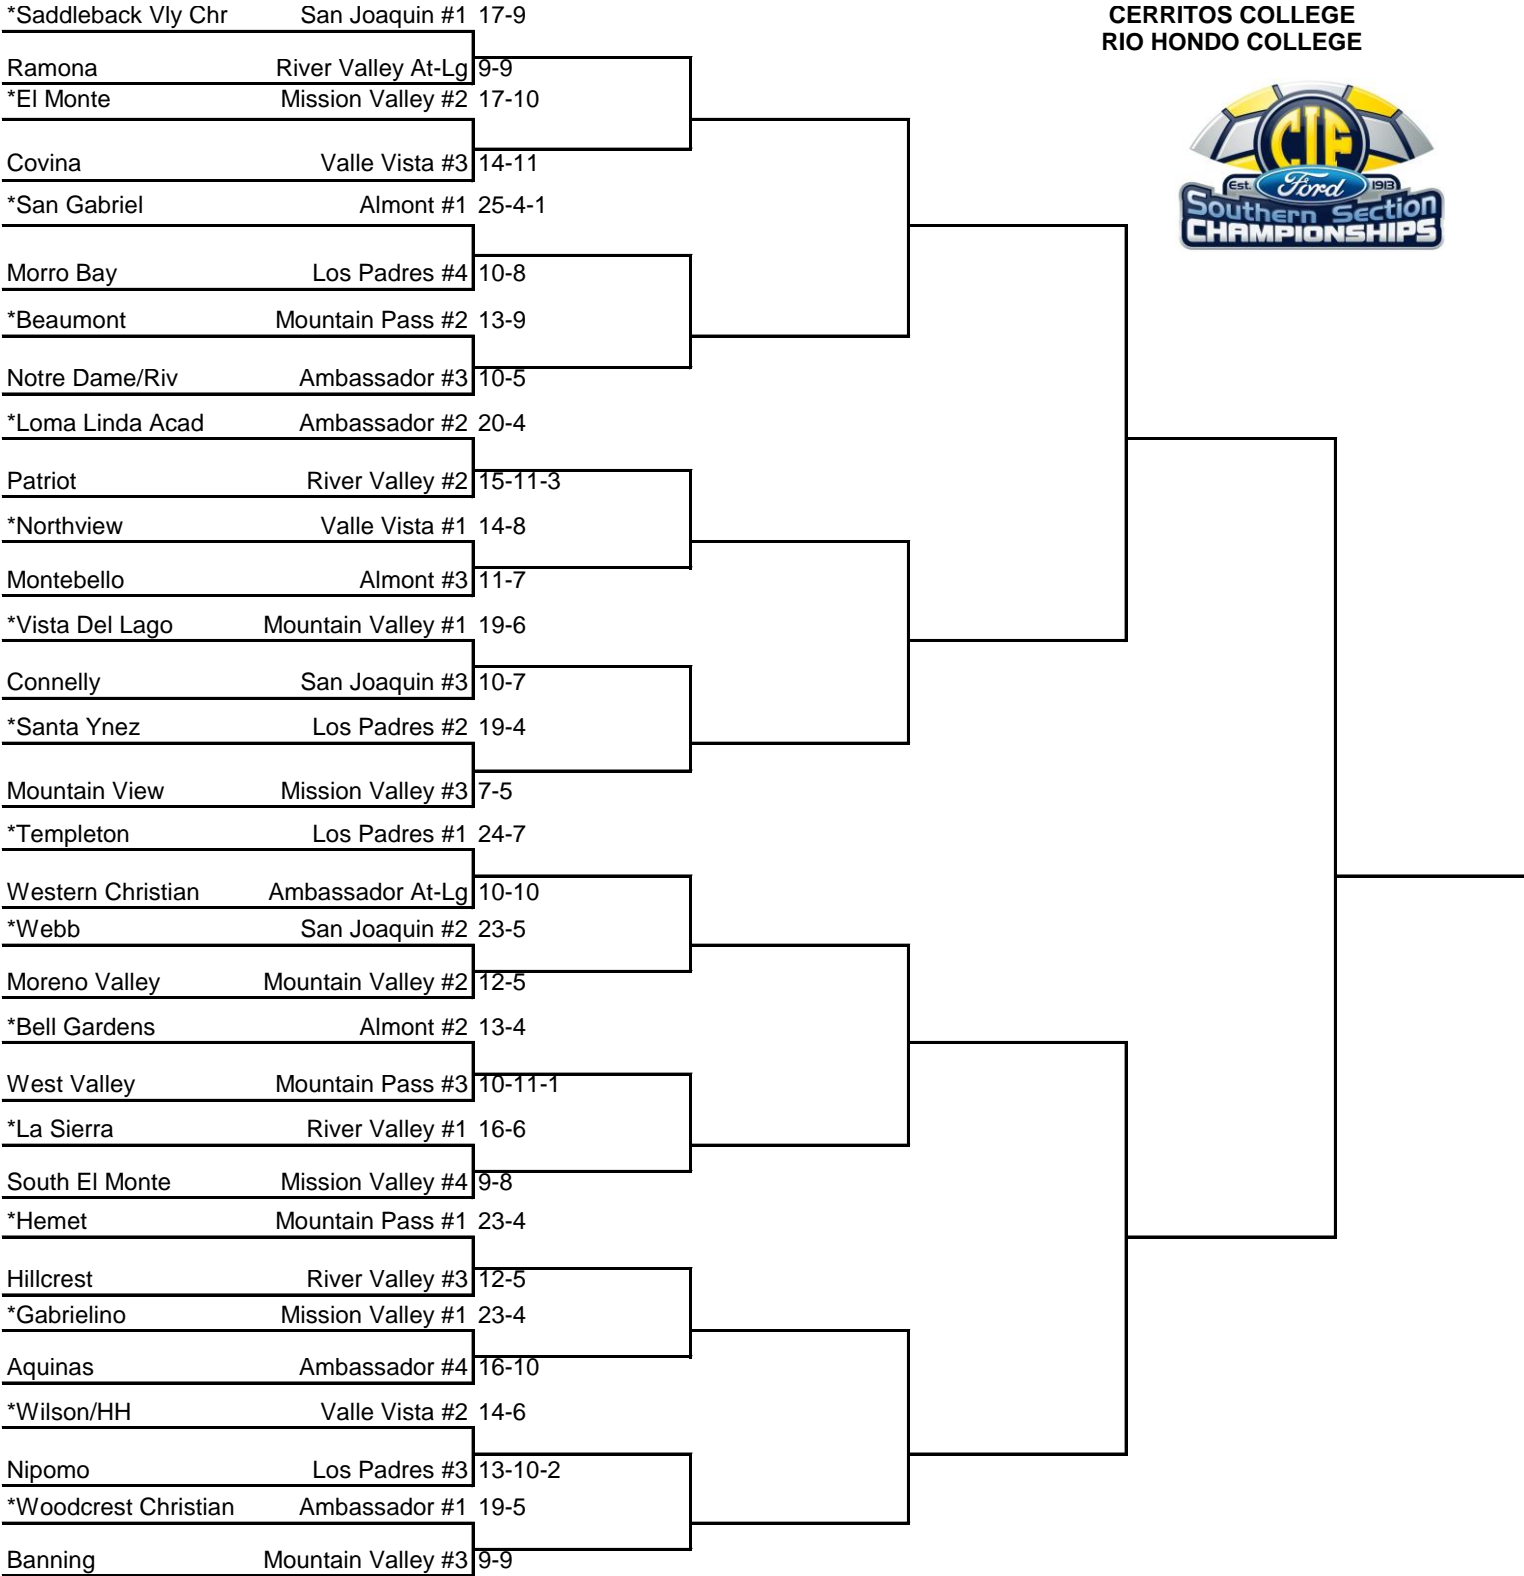 *Saddleback Vly Chr San Joaquin #1 17-9
CERRITOS COLLEGE
RIO HONDO COLLEGE
Ramona River Valley At-Lg 9-9
*El Monte Mission Valley #2 17-10
CIF
Covina Valle Vista #3 14-11
Est. Ford 1913
*San Gabriel Almont #1 25-4-1
Southern Section
CHAMPIONSHIPS
Morro Bay Los Padres #4 10-8
*Beaumont Mountain Pass #2 13-9
Notre Dame/Riv Ambassador #3 10-5
*Loma Linda Acad Ambassador #2 20-4
Patriot River Valley #2 15-11-3
*Northview Valle Vista #1 14-8
Montebello Almont #3 11-7
*Vista Del Lago Mountain Valley #1 19-6
Connelly San Joaquin #3 10-7
*Santa Ynez Los Padres #2 19-4
Mountain View Mission Valley #3 7-5
*Templeton Los Padres #1 24-7
Western Christian Ambassador At-Lg 10-10
*Webb San Joaquin #2 23-5
Moreno Valley Mountain Valley #2 12-5
*Bell Gardens Almont #2 13-4
West Valley Mountain Pass #3 10-11-1
*La Sierra River Valley #1 16-6
South El Monte Mission Valley #4 9-8
*Hemet Mountain Pass #1 23-4
Hillcrest River Valley #3 12-5
*Gabrielino Mission Valley #1 23-4
Aquinas Ambassador #4 16-10
*Wilson/HH Valle Vista #2 14-6
Nipomo Los Padres #3 13-10-2
*Woodcrest Christian Ambassador #1 19-5
Banning Mountain Valley #3 9-9